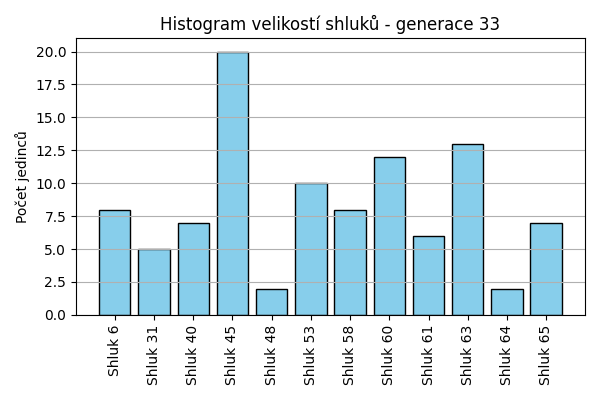 Histogram velikostí shluků - generace 33
Počet jedinců
20.0
17.5
15.0
12.5
10.0
7.5
5.0
2.5
0.0
Shluk 6
Shluk 31
Shluk 40
Shluk 45
Shluk 48
Shluk 53
Shluk 58
Shluk 60
Shluk 61
Shluk 63
Shluk 64
Shluk 65